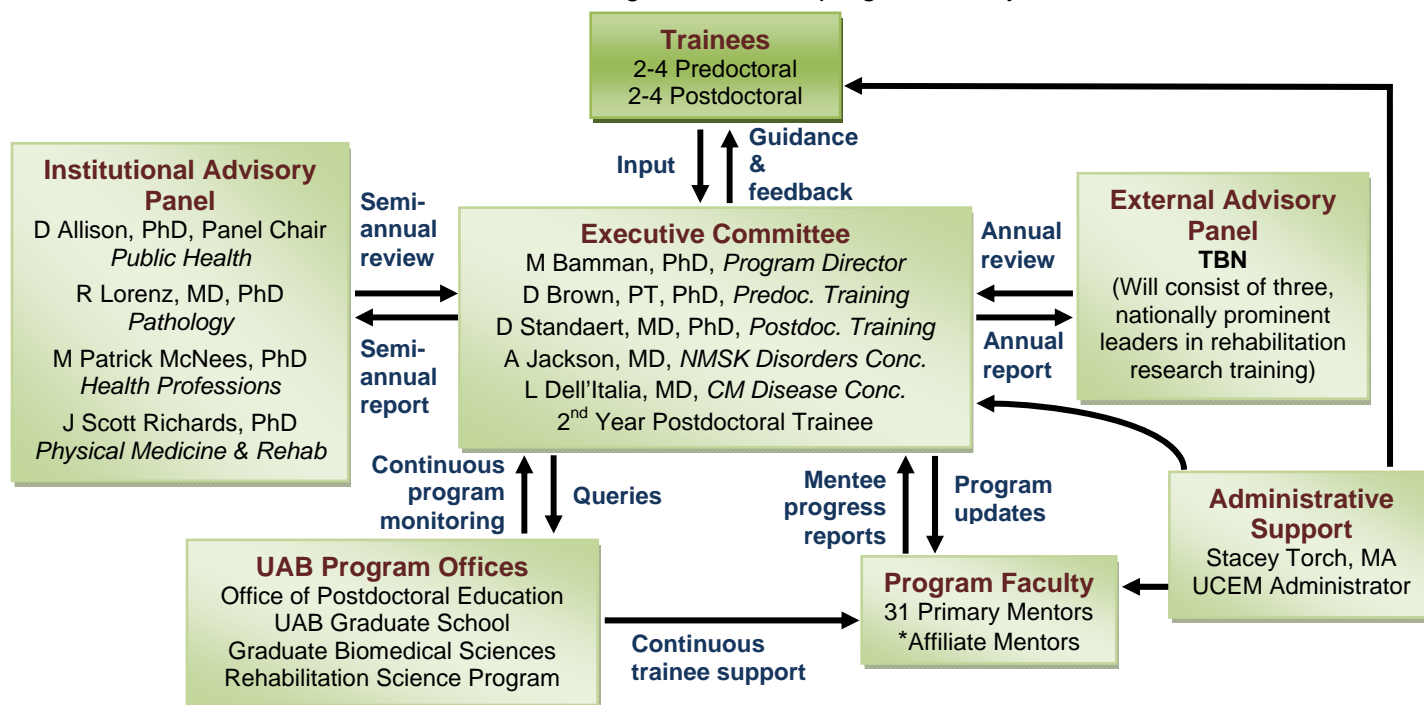 Trainees
2-4 Predoctoral
2-4 Postdoctoral
Input
Guidance
&
feedback
Institutional Advisory
Panel
D Allison, PhD, Panel Chair
Public Health
R Lorenz, MD, PhD
Pathology
M Patrick McNees, PhD
Health Professions
J Scott Richards, PhD
Physical Medicine & Rehab
Semi-
annual
review
Semi-
annual
report
Executive Committee
M Bamman, PhD, Program Director
D Brown, PT, PhD, Predoc. Training
D Standaert, MD, PhD, Postdoc. Training
A Jackson, MD, NMSK Disorders Conc.
L Dell’Italia, MD, CM Disease Conc.
2nd Year Postdoctoral Trainee
Annual
review
Annual
report
External Advisory
Panel
TBN
(Will consist of three,
nationally prominent
leaders in rehabilitation
research training)
Continuous
program
monitoring
Queries
Mentee
progress
reports
Program
updates
UAB Program Offices
Office of Postdoctoral Education
UAB Graduate School
Graduate Biomedical Sciences
Rehabilitation Science Program
Continuous
trainee support
Program Faculty
31 Primary Mentors
*Affiliate Mentors
Administrative
Support
Stacey Torch, MA
UCEM Administrator